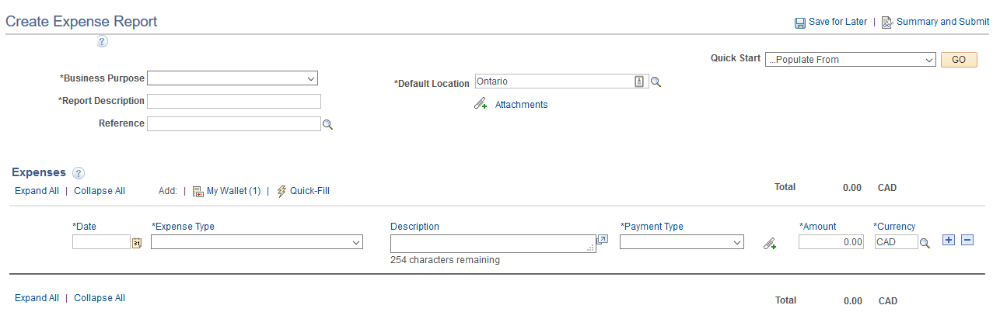 Create Expense Report
Save for Later | Summary and Submit
?
Quick Start ...Populate From GO
*Business Purpose
*Default Location Ontario
*Report Description
Attachments
Reference
Expenses ?
Expand All | Collapse All Add: | My Wallet (1) | Quick-Fill
Total 0.00 CAD
*Date *Expense Type Description *Payment Type *Amount *Currency
31 0.00 CAD
254 characters remaining
Expand All | Collapse All
Total 0.00 CAD